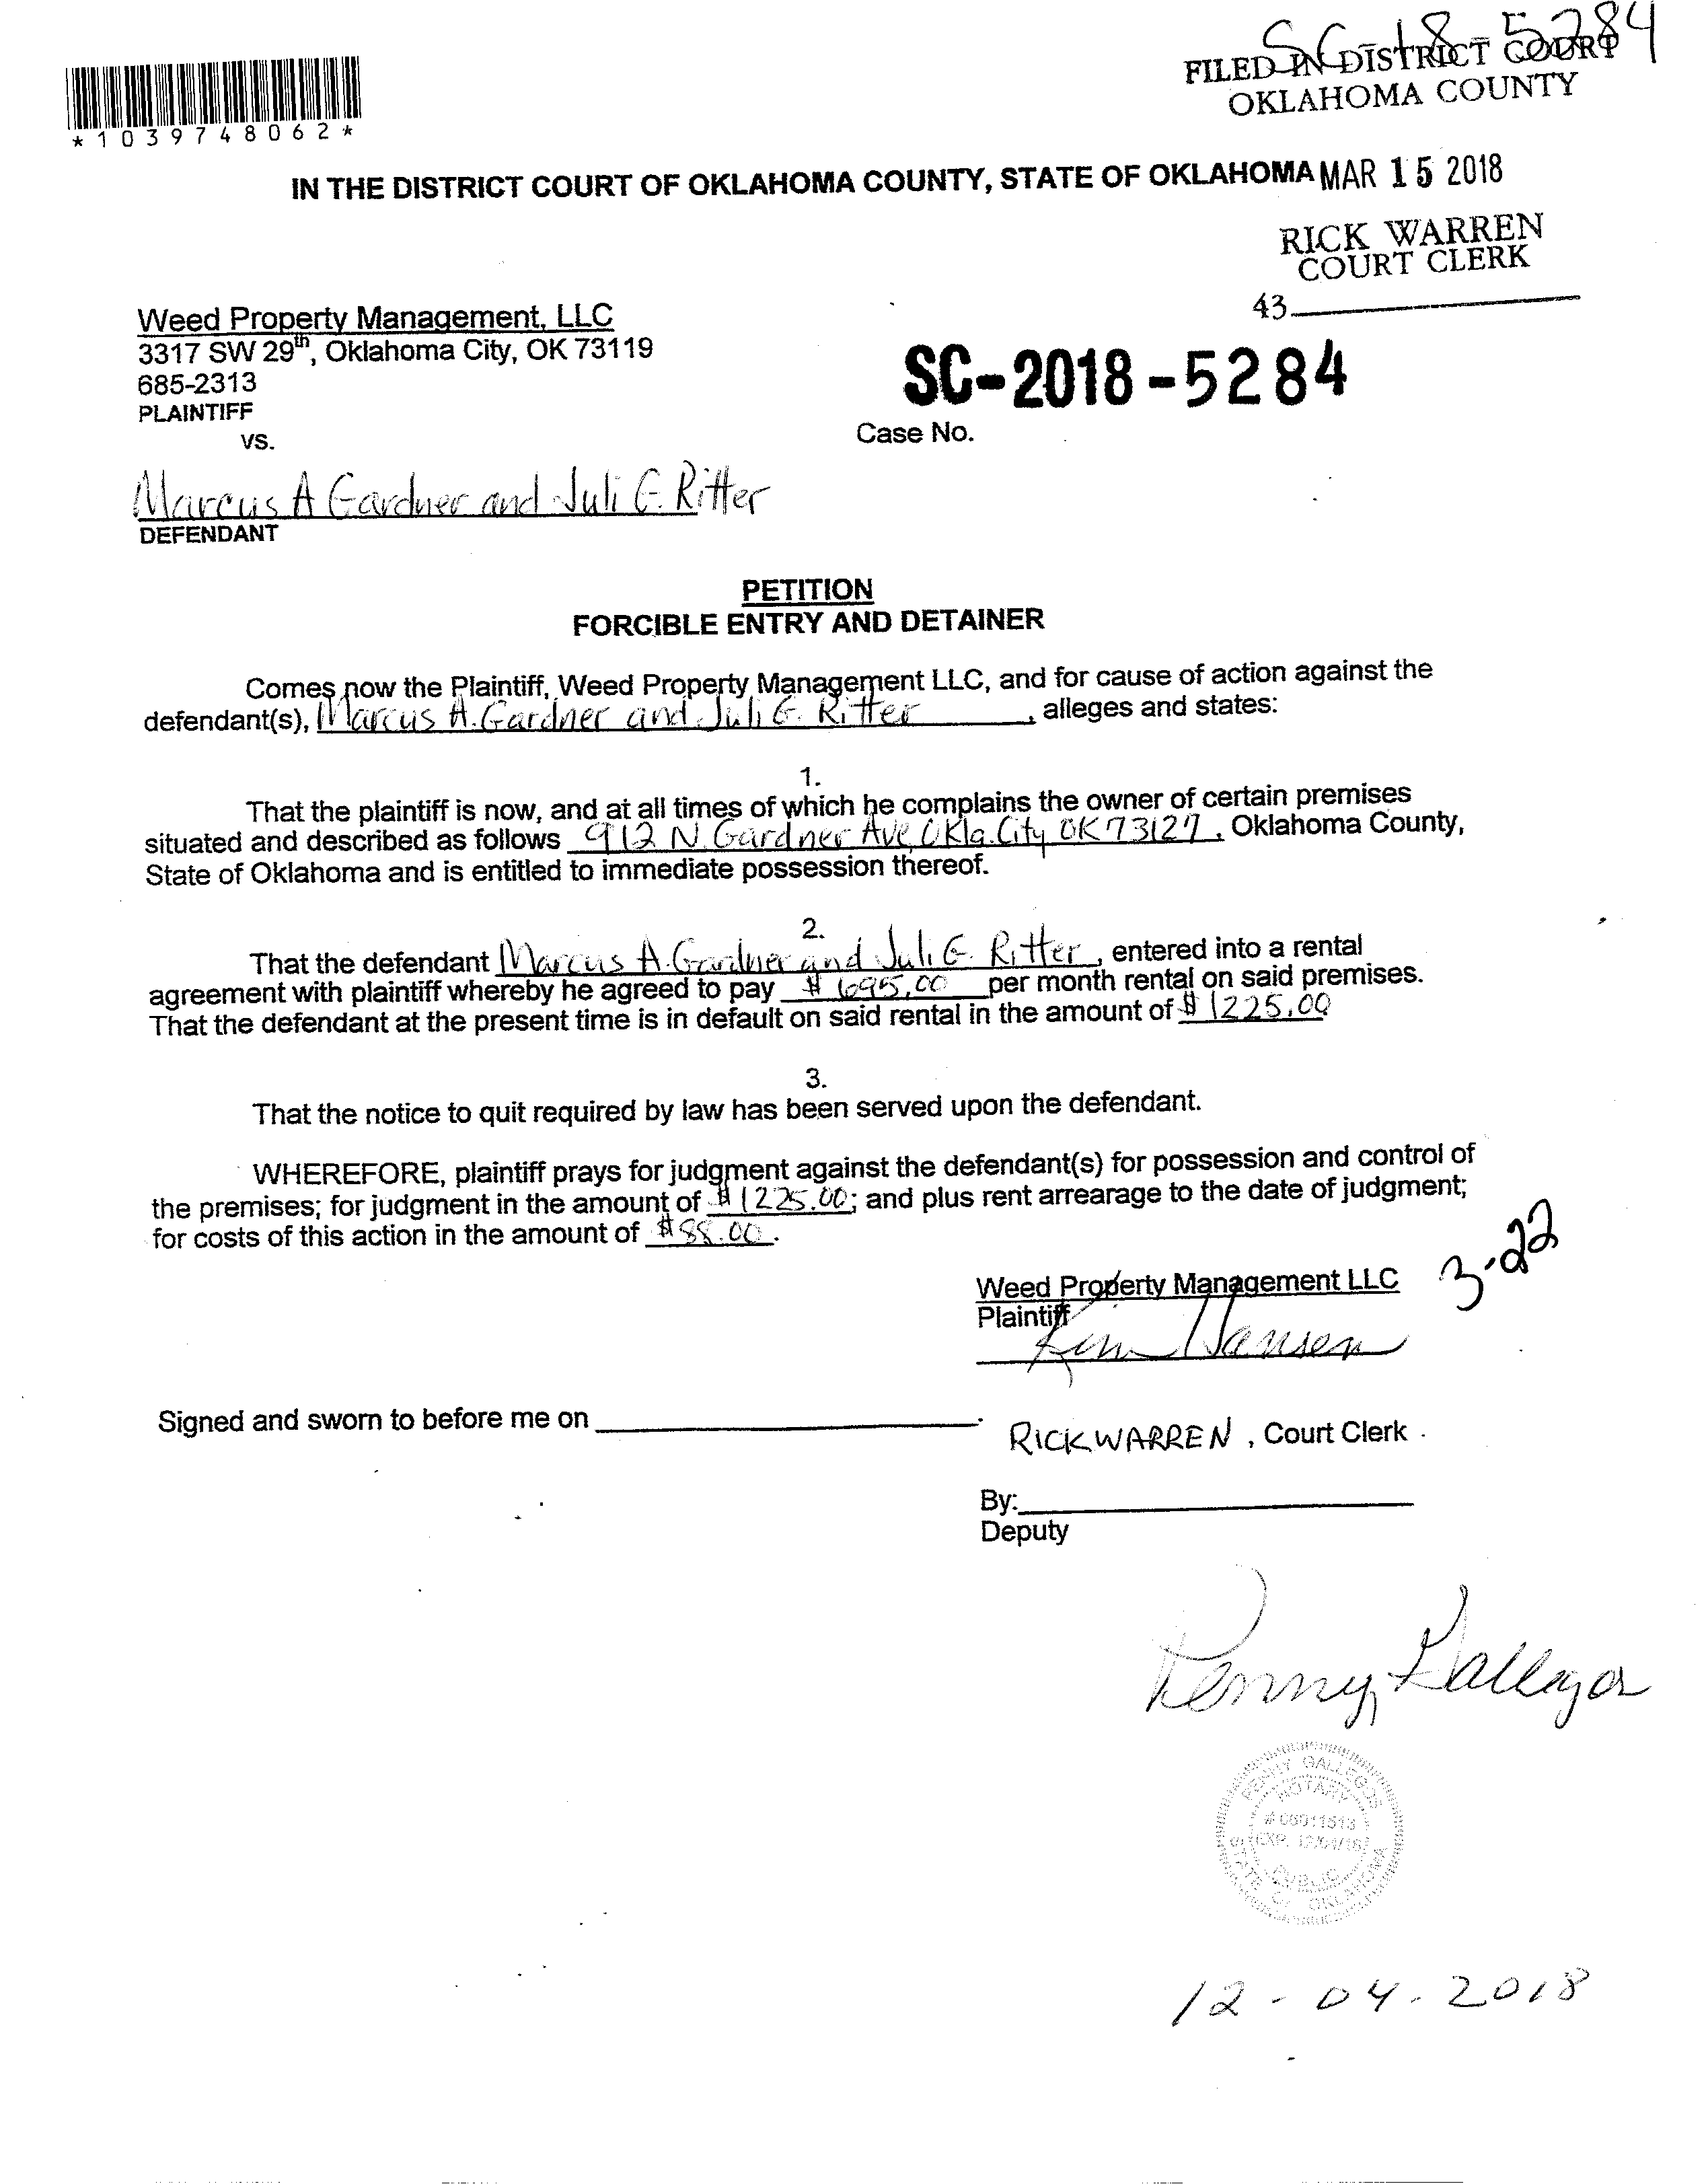 SC-18-5284
FILED IN DISTRICT COURT
OKLAHOMA COUNTY
*1039748062*
IN THE DISTRICT COURT OF OKLAHOMA COUNTY, STATE OF OKLAHOMA MAR 15 2018
RICK WARREN
COURT CLERK
43
Weed Property Management, LLC
3317 SW 29th, Oklahoma City, OK 73119
685-2313
PLAINTIFF
VS.
SC-2018-5284
Case No.
Marcus A Gardner and Juli G. Ritter
DEFENDANT
PETITION
FORCIBLE ENTRY AND DETAINER
Comes now the Plaintiff, Weed Property Management LLC, and for cause of action against the
defendant(s), Marcus A. Gardner and Juli G. Ritter, alleges and states:
1.
That the plaintiff is now, and at all times of which he complains the owner of certain premises
situated and described as follows 912 N. Gardner Ave, Okla. City OK 73127, Oklahoma County,
State of Oklahoma and is entitled to immediate possession thereof.
2.
That the defendant Marcus A. Gardner and Juli G. Ritter, entered into a rental
agreement with plaintiff whereby he agreed to pay $695.00 per month rental on said premises.
That the defendant at the present time is in default on said rental in the amount of $1225.00
3.
That the notice to quit required by law has been served upon the defendant.
WHEREFORE, plaintiff prays for judgment against the defendant(s) for possession and control of
the premises; for judgment in the amount of $1225.00; and plus rent arrearage to the date of judgment;
for costs of this action in the amount of $88.00.
3-22
Weed Property Management LLC
Plaintiff
Kim Hansen
Signed and sworn to before me on
RICK WARREN, Court Clerk
By:
Deputy
Penny Gallegos
PENNY GALLEGOS
NOTARY
# 06011513
EXP. 12/04/18
PUBLIC
STATE OF OKLAHOMA
12-04-2018